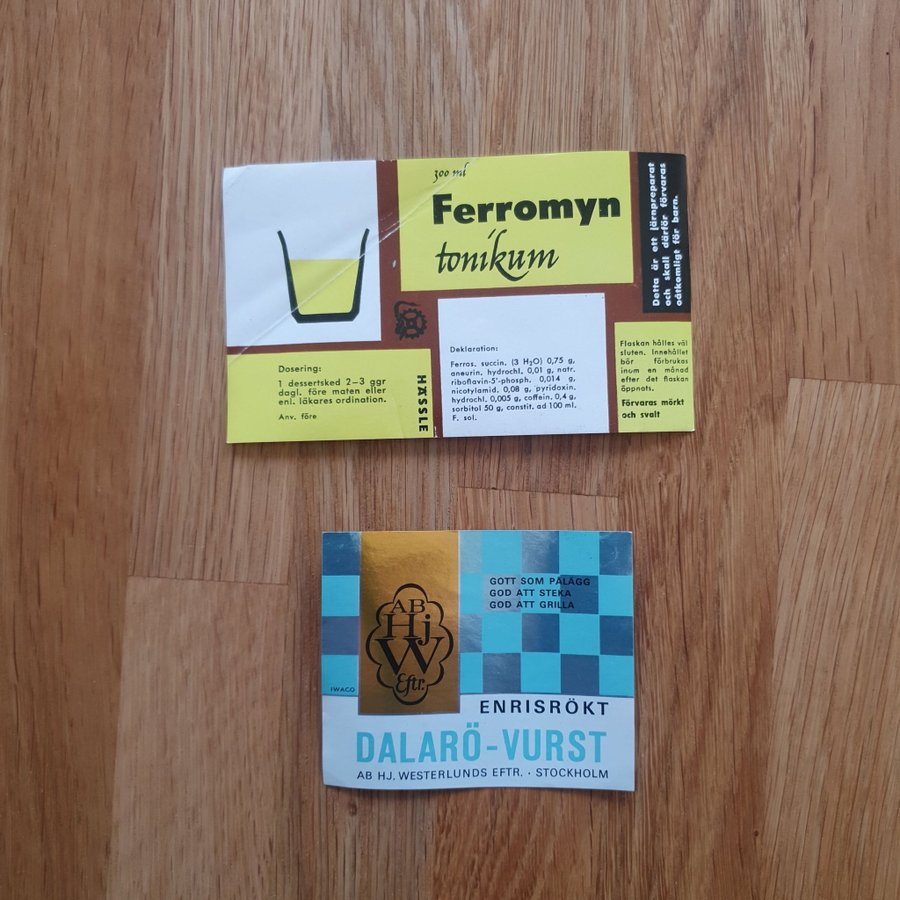 300 ml
Ferromyn
tonikum
Detta är ett järnpreparat
och skall därför förvaras
oåtkomligt för barn.
Dosering:
1 dessertsked 2–3 ggr
dagl. före maten eller
enl. läkares ordination.
Anv. före
HÄSSLE
Deklaration:
Ferros. succin. (3 H₂O) 0,75 g,
aneurin. hydrochl. 0,01 g, natr.
riboflavin-5'-phosph. 0,014 g,
nicotylamid. 0,08 g, pyridoxin.
hydrochl. 0,005 g, coffein. 0,4 g,
sorbitol 50 g, constit. ad 100 ml.
F. sol.
Flaskan hålles väl
sluten. Innehållet
bör förbrukas
inum en månad
efter det flaskan
öppnats.
Förvaras mörkt
och svalt
AB
Hj
W
Eftr.
GOTT SOM PÅLÄGG
GOD ATT STEKA
GOD ATT GRILLA
IWACO
ENRISRÖKT
DALARÖ-VURST
AB HJ. WESTERLUNDS EFTR. · STOCKHOLM